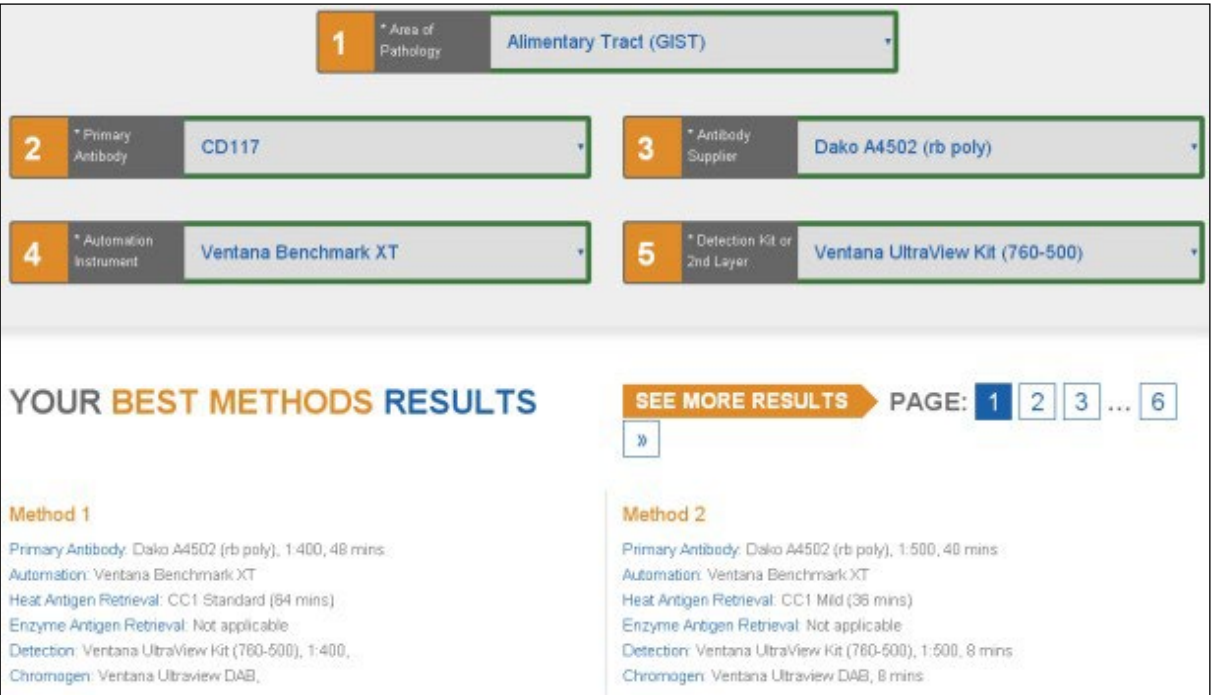 1 * Area of Pathology Alimentary Tract (GIST)
2 * Primary Antibody CD117
3 * Antibody Supplier Dako A4502 (rb poly)
4 * Automation Instrument Ventana Benchmark XT
5 * Detection Kit or 2nd Layer Ventana UltraView Kit (760-500)
YOUR BEST METHODS RESULTS
SEE MORE RESULTS PAGE: 1 2 3 ... 6
»
Method 1
Primary Antibody: Dako A4502 (rb poly), 1:400, 48 mins
Automation: Ventana Benchmark XT
Heat Antigen Retrieval: CC1 Standard (64 mins)
Enzyme Antigen Retrieval: Not applicable
Detection: Ventana UltraView Kit (760-500), 1:400,
Chromogen: Ventana Ultraview DAB,
Method 2
Primary Antibody: Dako A4502 (rb poly), 1:500, 40 mins
Automation: Ventana Benchmark XT
Heat Antigen Retrieval: CC1 Mild (36 mins)
Enzyme Antigen Retrieval: Not applicable
Detection: Ventana UltraView Kit (760-500), 1:500, 8 mins
Chromogen: Ventana Ultraview DAB, 8 mins